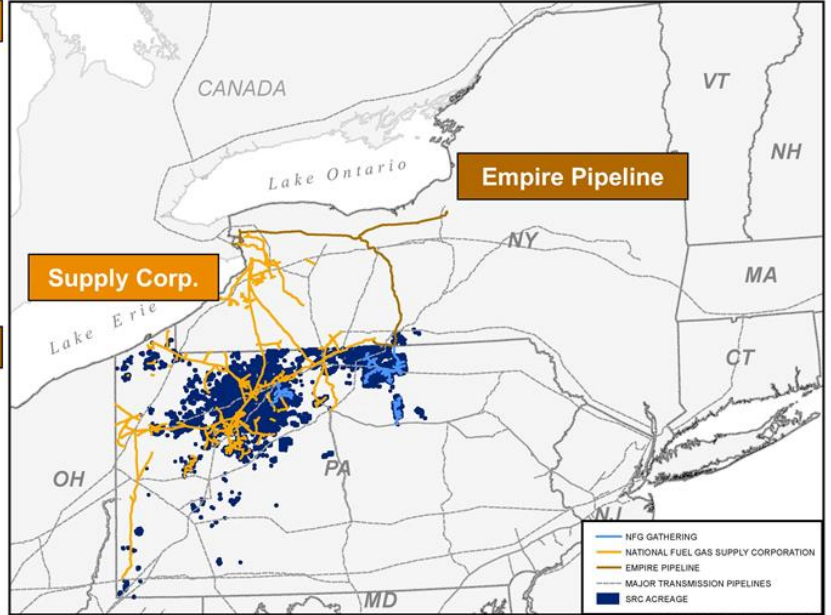 CANADA
VT
NH
Lake Ontario
Empire Pipeline
NY
Supply Corp.
MA
Lake Erie
CT
OH
PA
NJ
NFG GATHERING
NATIONAL FUEL GAS SUPPLY CORPORATION
EMPIRE PIPELINE
MAJOR TRANSMISSION PIPELINES
SRC ACREAGE
MD